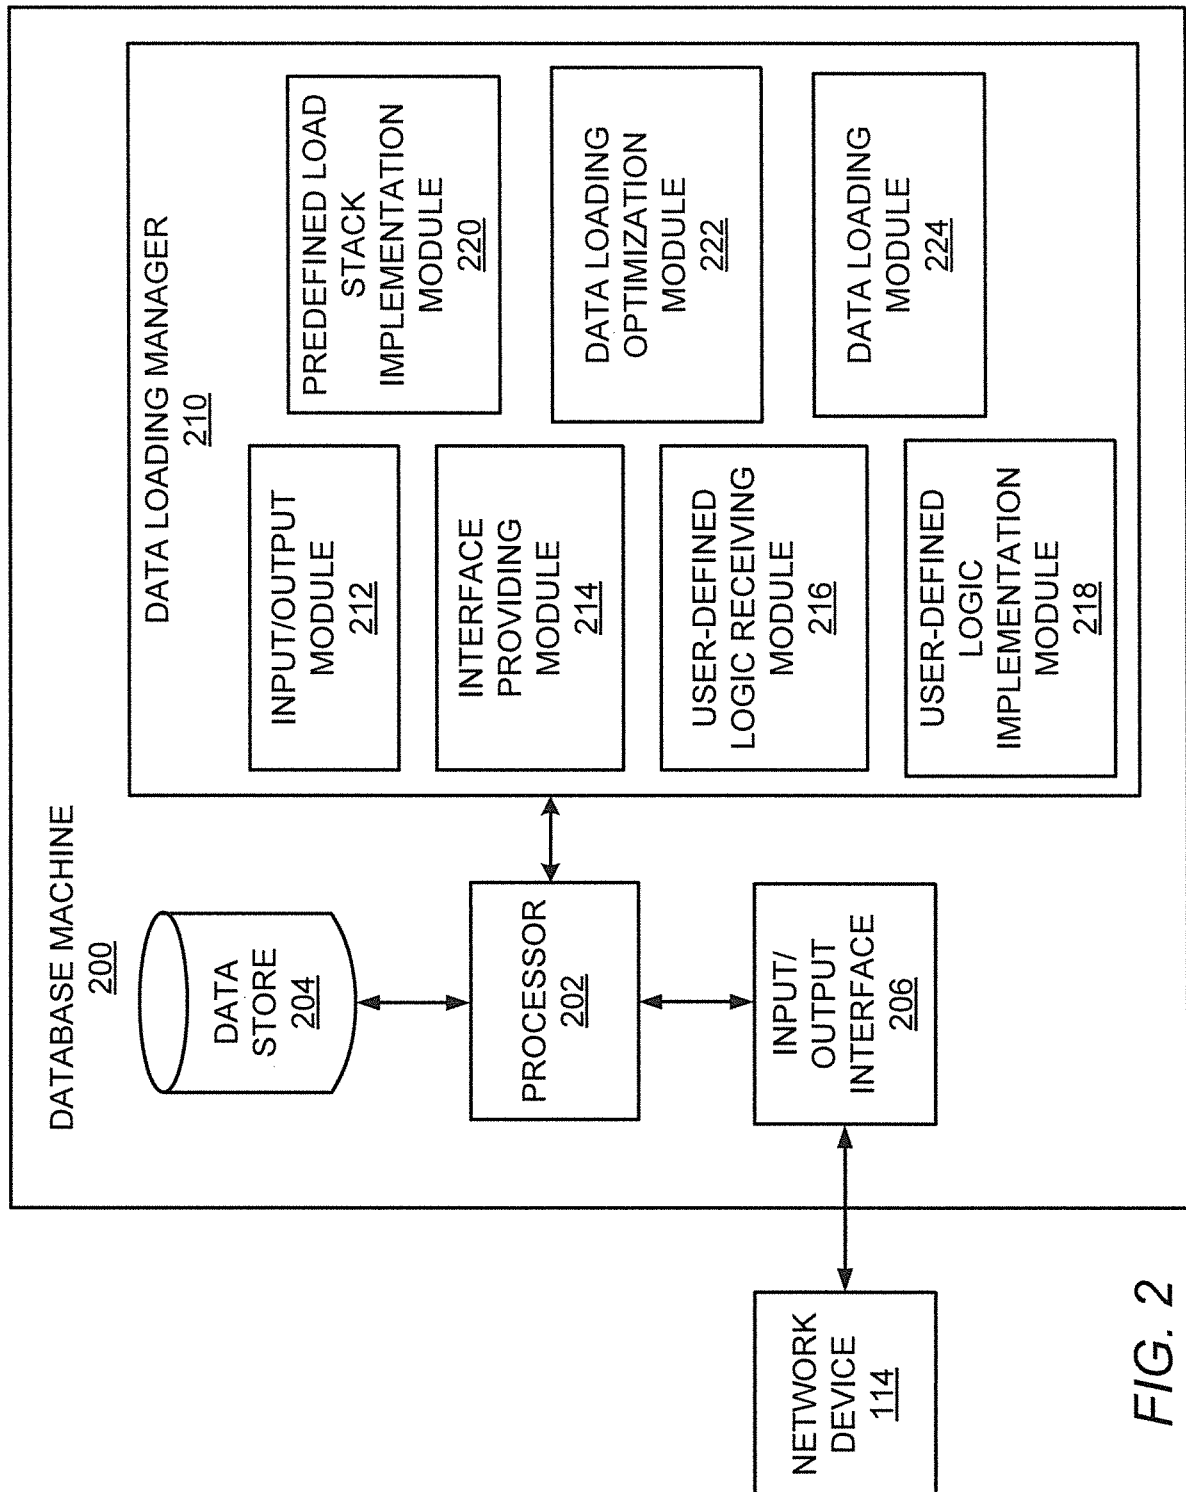 DATABASE MACHINE
200
DATA
STORE
204
PROCESSOR
202
INPUT/
OUTPUT
INTERFACE
206
NETWORK
DEVICE
114
DATA LOADING MANAGER
210
INPUT/OUTPUT
MODULE
212
INTERFACE
PROVIDING
MODULE
214
USER-DEFINED
LOGIC RECEIVING
MODULE
216
USER-DEFINED
LOGIC
IMPLEMENTATION
MODULE
218
PREDEFINED LOAD
STACK
IMPLEMENTATION
MODULE
220
DATA LOADING
OPTIMIZATION
MODULE
222
DATA LOADING
MODULE
224
FIG. 2